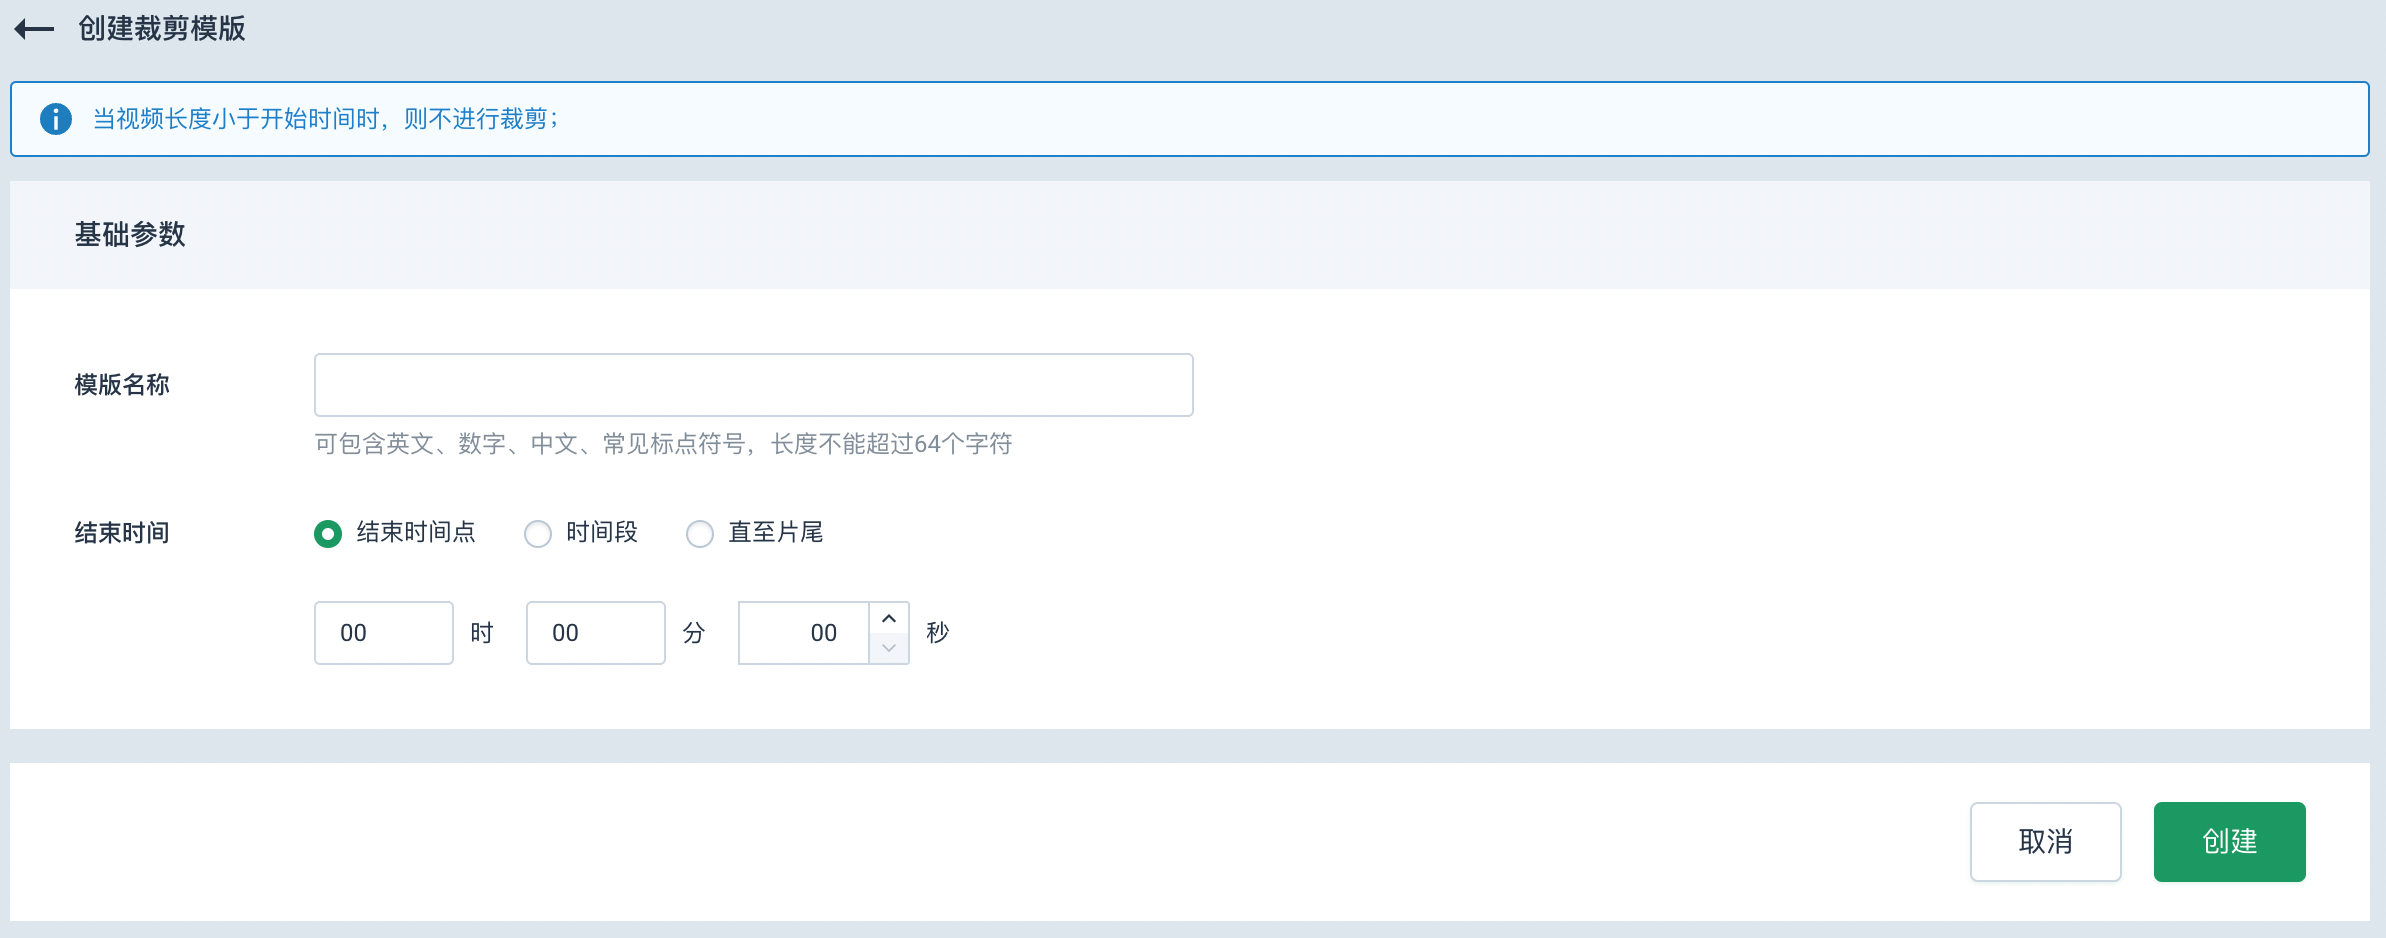 创建裁剪模版
当视频长度小于开始时间时，则不进行裁剪；
基础参数
模版名称
可包含英文、数字、中文、常见标点符号，长度不能超过64个字符
结束时间 结束时间点 时间段 直至片尾
00 时 00 分 00 秒
取消 创建